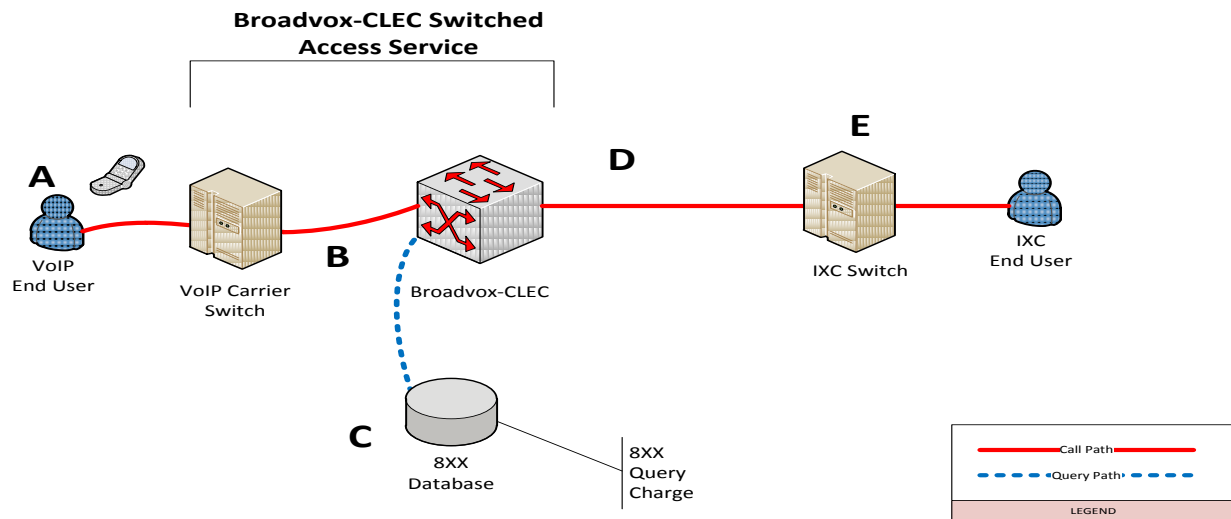 Broadvox-CLEC Switched
Access Service
A
VoIP
End User
VoIP Carrier
Switch
B
Broadvox-CLEC
D
E
IXC Switch
IXC
End User
C
8XX
Database
8XX
Query
Charge
Call Path
Query Path
LEGEND